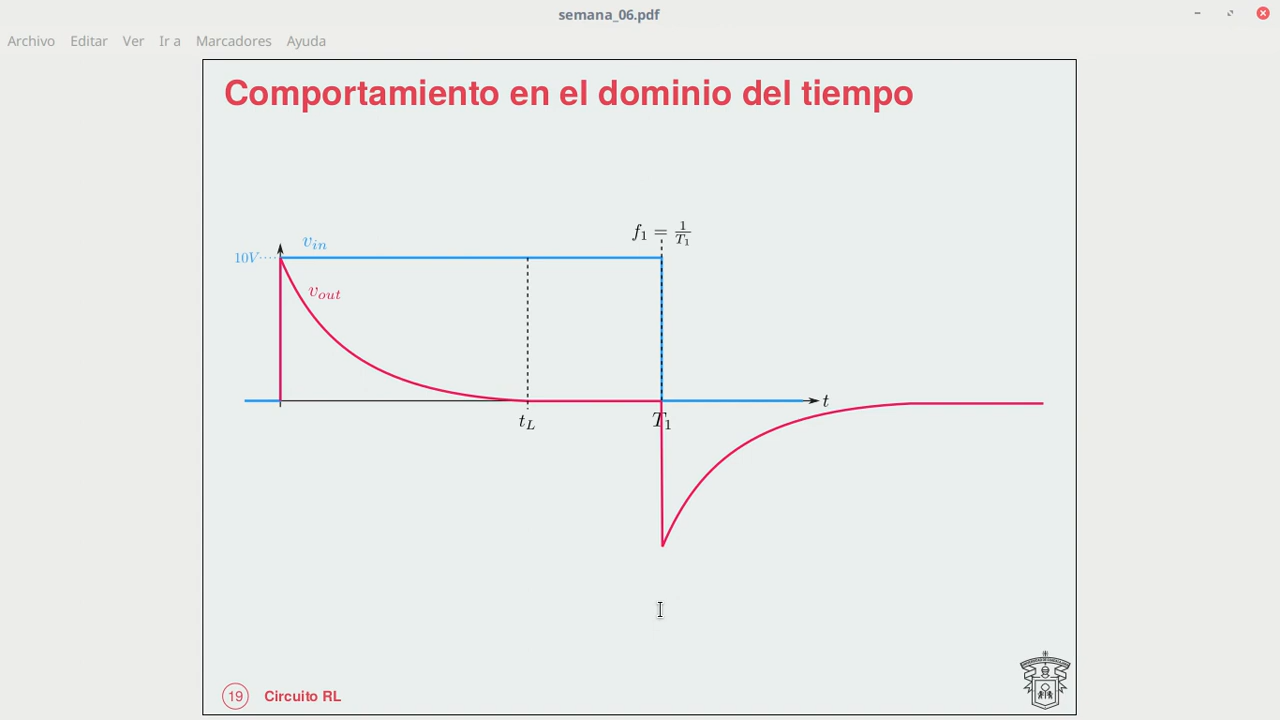 semana_06.pdf
Archivo Editar Ver Ir a Marcadores Ayuda
Comportamiento en el dominio del tiempo
f₁ = 1/T₁
v_in
10V
v_out
t
t_L
T₁
19 Circuito RL